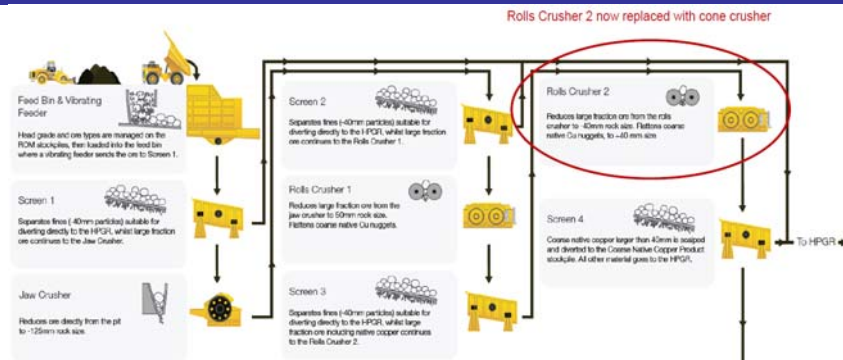 Rolls Crusher 2 now replaced with cone crusher
Feed Bin & Vibrating
Feeder
Head grade and ore types are managed on the
ROM stockpiles, then loaded into the feed bin
where a vibrating feeder sends the ore to Screen 1.
Screen 1
Separates fines (-40mm particles) suitable for
diverting directly to the HPGR, whilst large fraction
ore continues to the Jaw Crusher.
Jaw Crusher
Reduces ore directly from the pit
to -125mm rock size.
Screen 2
Separates fines (-40mm particles) suitable for
diverting directly to the HPGR, whilst large fraction
ore continues to the Rolls Crusher 1.
Rolls Crusher 1
Reduces large fraction ore from the
jaw crusher to 50mm rock size.
Flattens coarse native Cu nuggets.
Screen 3
Separates fines (-40mm particles) suitable for
diverting directly to the HPGR, whilst large
fraction ore including native copper continues
to the Rolls Crusher 2.
Rolls Crusher 2
Reduces large fraction ore from the rolls
crusher to -40mm rock size. Flattens coarse
native Cu nuggets, to +40 mm size
Screen 4
Coarse native copper larger than 40mm is scalped
and diverted to the Coarse Native Copper Product
stockpile. All other material goes to the HPGR.
To HPGR